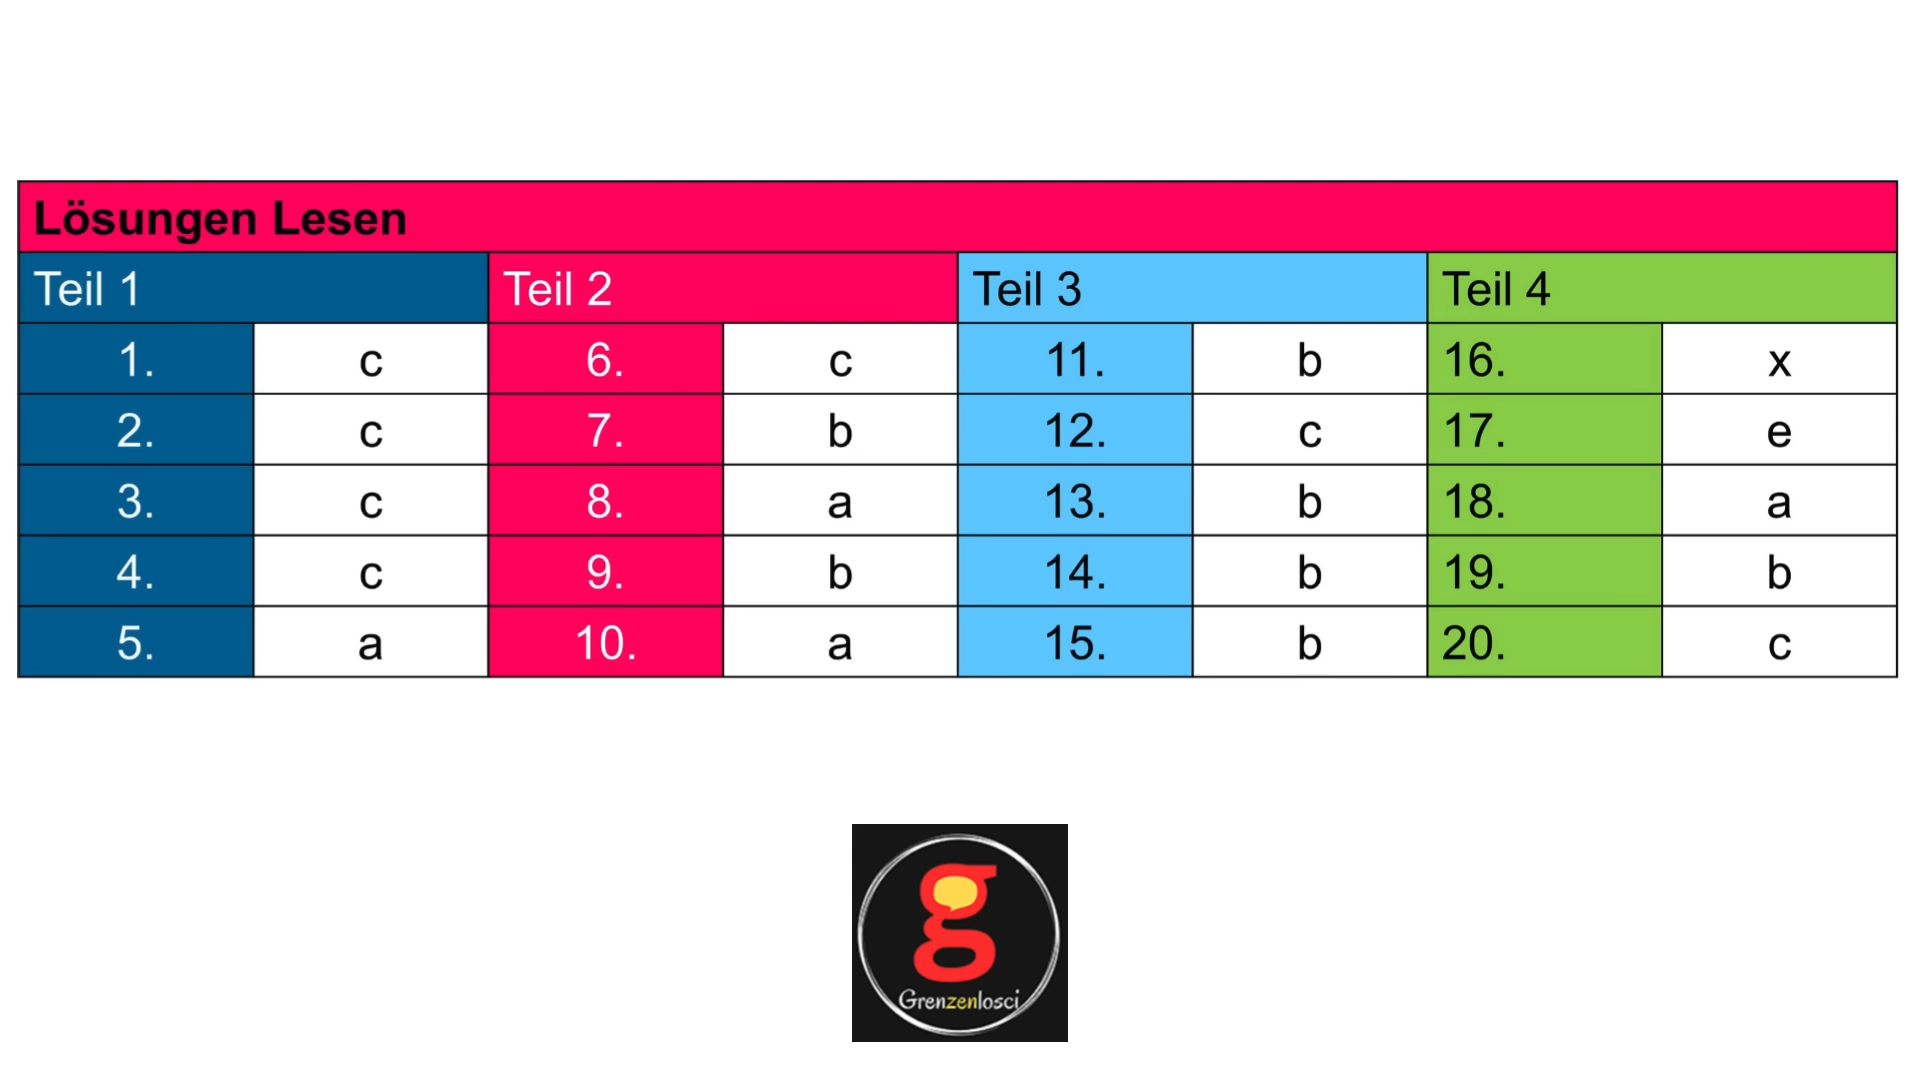 Lösungen Lesen
Teil 1 Teil 2 Teil 3 Teil 4
1. c 6. c 11. b 16. x
2. c 7. b 12. c 17. e
3. c 8. a 13. b 18. a
4. c 9. b 14. b 19. b
5. a 10. a 15. b 20. c
g
Grenzenlosci